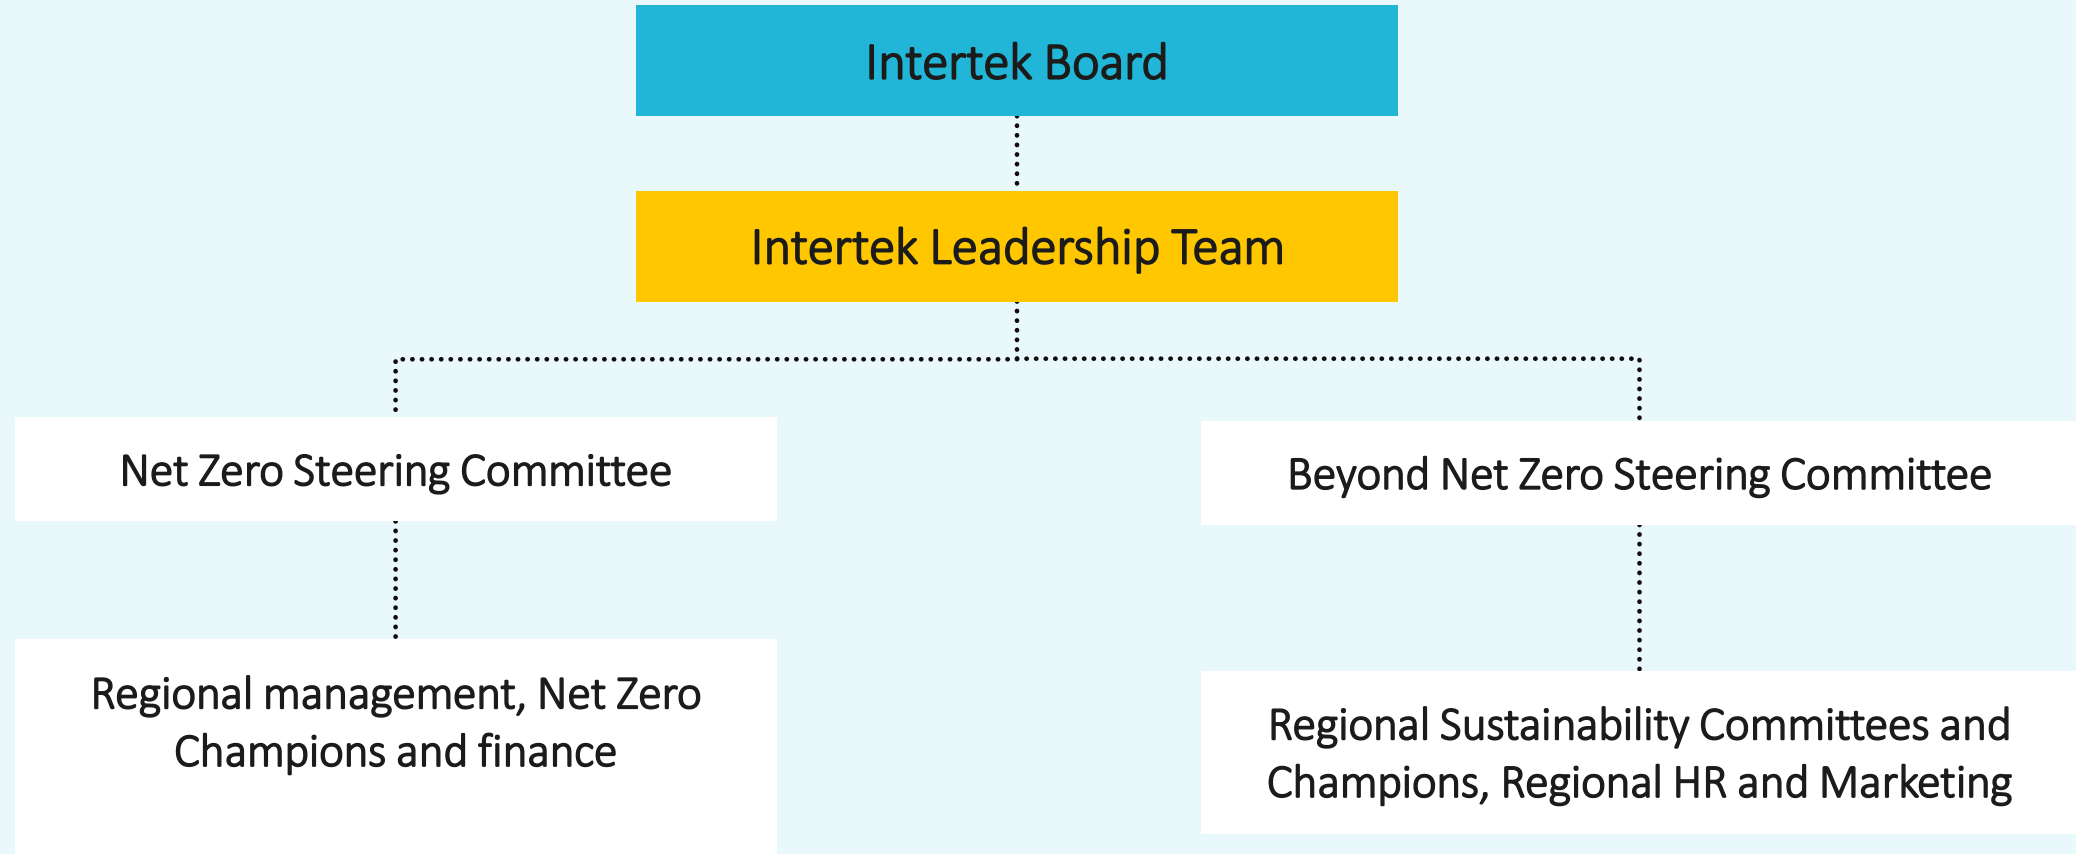 Intertek Board
Intertek Leadership Team
Net Zero Steering Committee
Beyond Net Zero Steering Committee
Regional management, Net Zero
Champions and finance
Regional Sustainability Committees and
Champions, Regional HR and Marketing